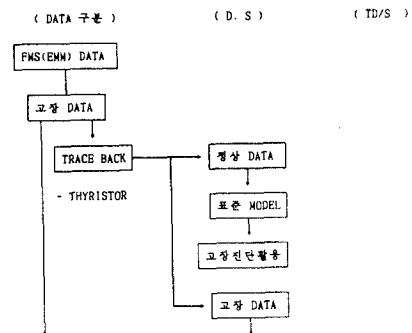 ( DATA 구분 ) ( D. S ) ( TD/S )
FMS(EMM) DATA
고장 DATA
TRACE BACK
정상 DATA
- THYRISTOR
표준 MODEL
고장진단활용
고장 DATA